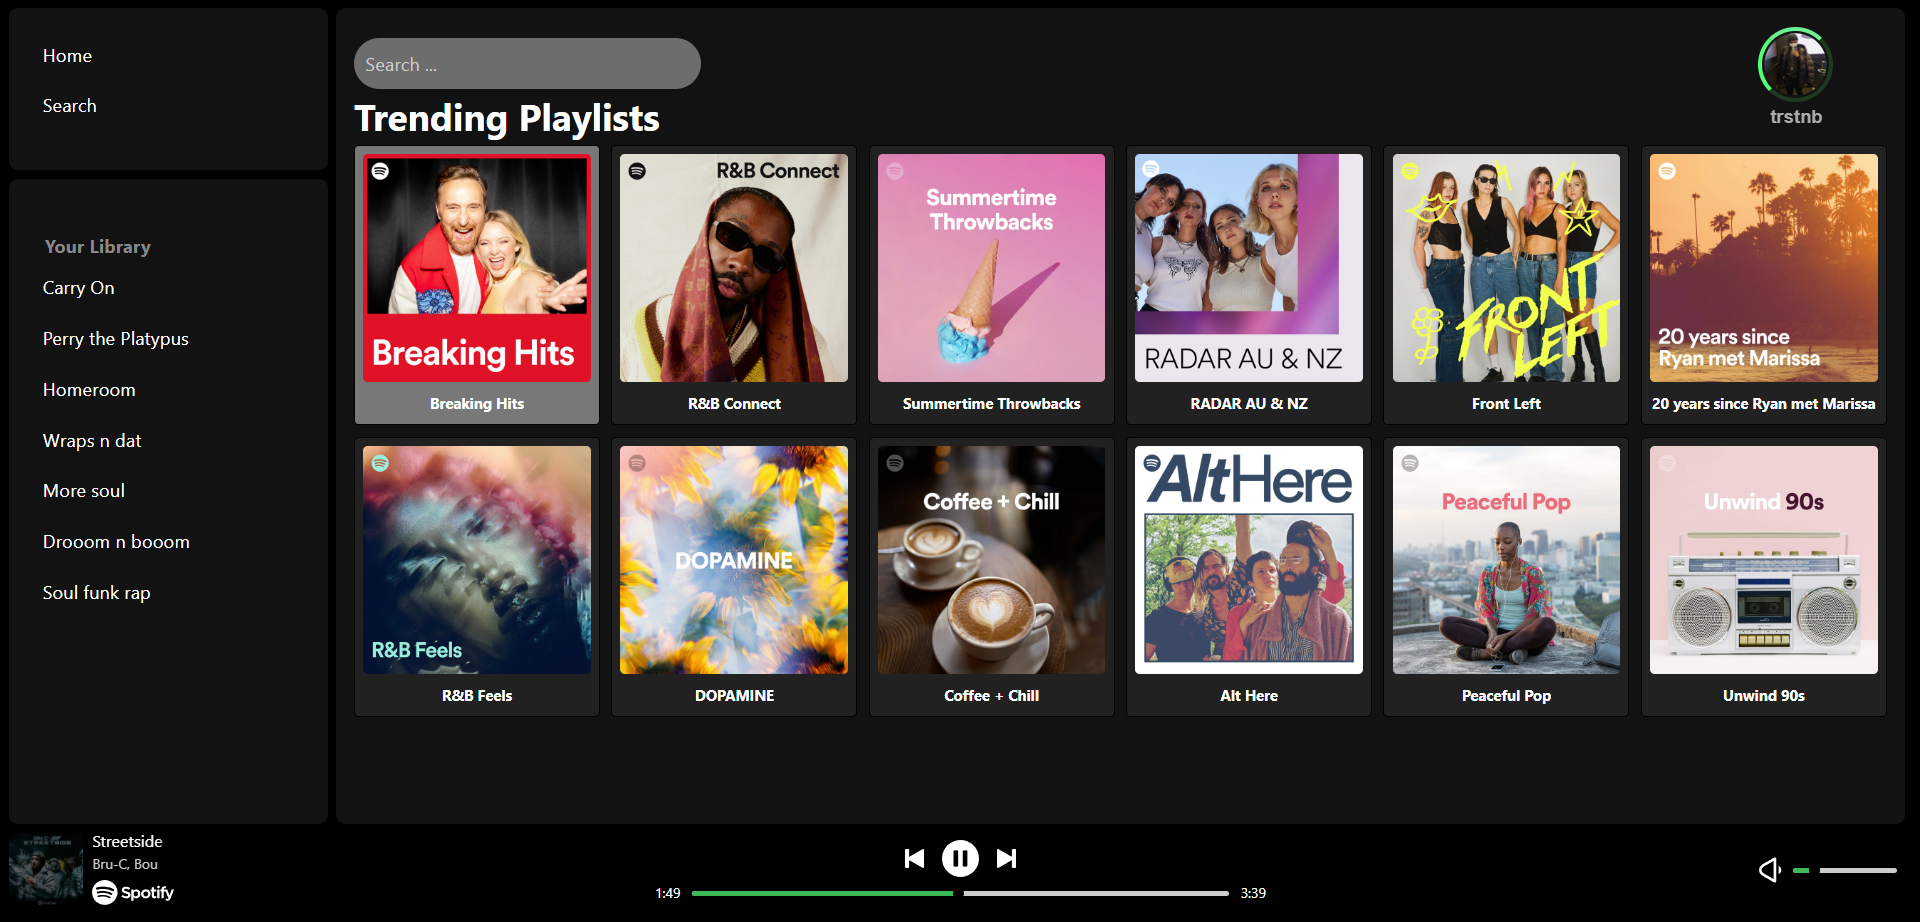 Home
Search
Your Library
Carry On
Perry the Platypus
Homeroom
Wraps n dat
More soul
Drooom n booom
Soul funk rap
Search ...
trstnb
Trending Playlists
Breaking Hits
Breaking Hits
R&B Connect
R&B Connect
Summertime
Throwbacks
Summertime Throwbacks
RADAR AU & NZ
RADAR AU & NZ
FRONT
LEFT
Front Left
20 years since
Ryan met Marissa
20 years since Ryan met Marissa
R&B Feels
R&B Feels
DOPAMINE
DOPAMINE
Coffee + Chill
Coffee + Chill
AltHere
Alt Here
Peaceful Pop
Peaceful Pop
Unwind 90s
Unwind 90s
STREETSIDE
Streetside
Bru-C, Bou
Spotify
1:49
3:39